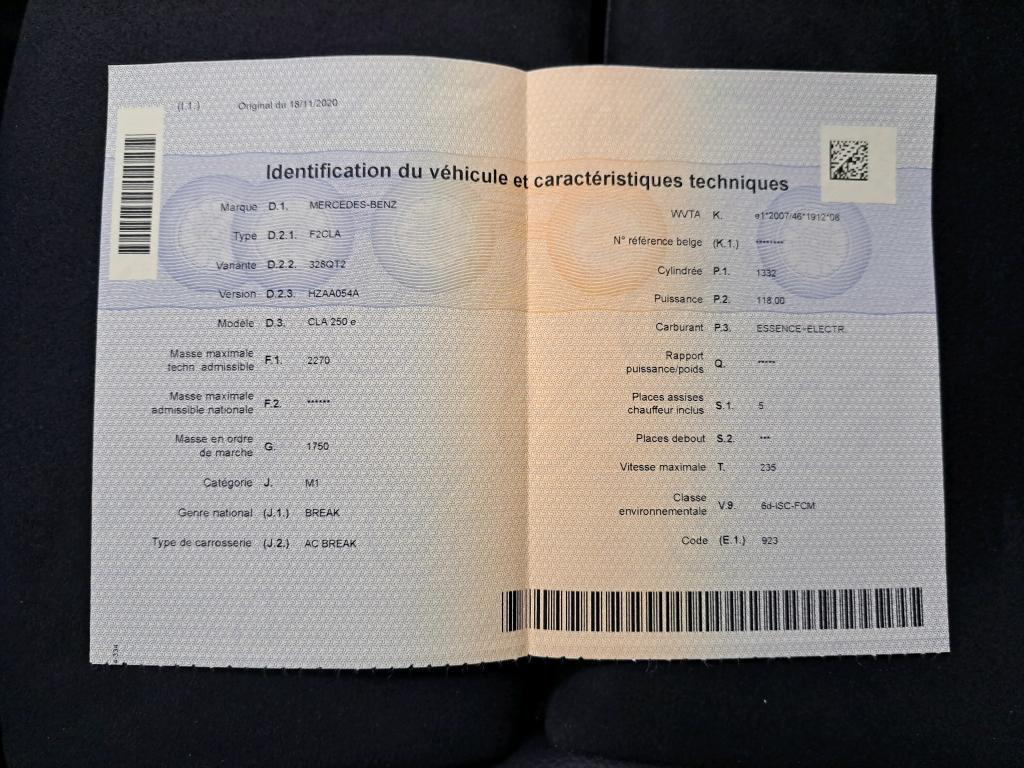 (I.1.) Original du 18/11/2020
Identification du véhicule et caractéristiques techniques
Marque D.1. MERCEDES-BENZ
Type D.2.1. F2CLA
Variante D.2.2. 328QT2
Version D.2.3. HZAA054A
Modèle D.3. CLA 250 e
Masse maximale
techn. admissible F.1. 2270
Masse maximale
admissible nationale F.2. ******
Masse en ordre
de marche G. 1750
Catégorie J. M1
Genre national (J.1.) BREAK
Type de carrosserie (J.2.) AC BREAK
WVTA K. e1*2007/46*1912*08
N° référence belge (K.1.) ********
Cylindrée P.1. 1332
Puissance P.2. 118.00
Carburant P.3. ESSENCE-ELECTR.
Rapport
puissance/poids Q. *****
Places assises
chauffeur inclus S.1. 5
Places debout S.2. ***
Vitesse maximale T. 235
Classe
environnementale V.9. 6d-ISC-FCM
Code (E.1.) 923